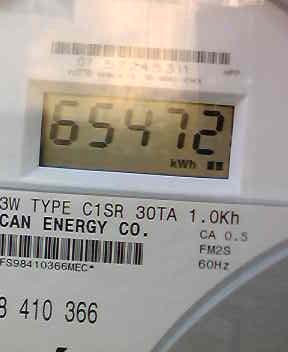 65472
kWh
3W TYPE C1SR 30TA 1.0Kh
CAN ENERGY CO.
CA 0.5
FM2S
FS98410366MEC*
60Hz
8 410 366